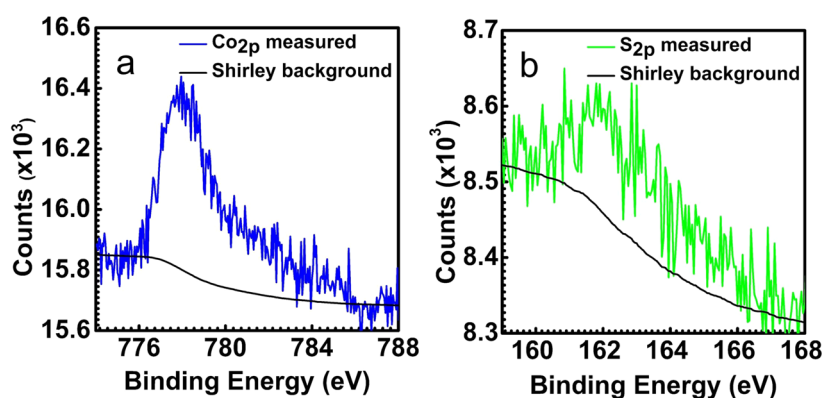 16.6
16.4
16.2
16.0
15.8
15.6
Counts (x10³)
a
Co2p measured
Shirley background
776 780 784 788
Binding Energy (eV)
8.7
8.6
8.5
8.4
8.3
Counts (x10³)
b
S2p measured
Shirley background
160 162 164 166 168
Binding Energy (eV)